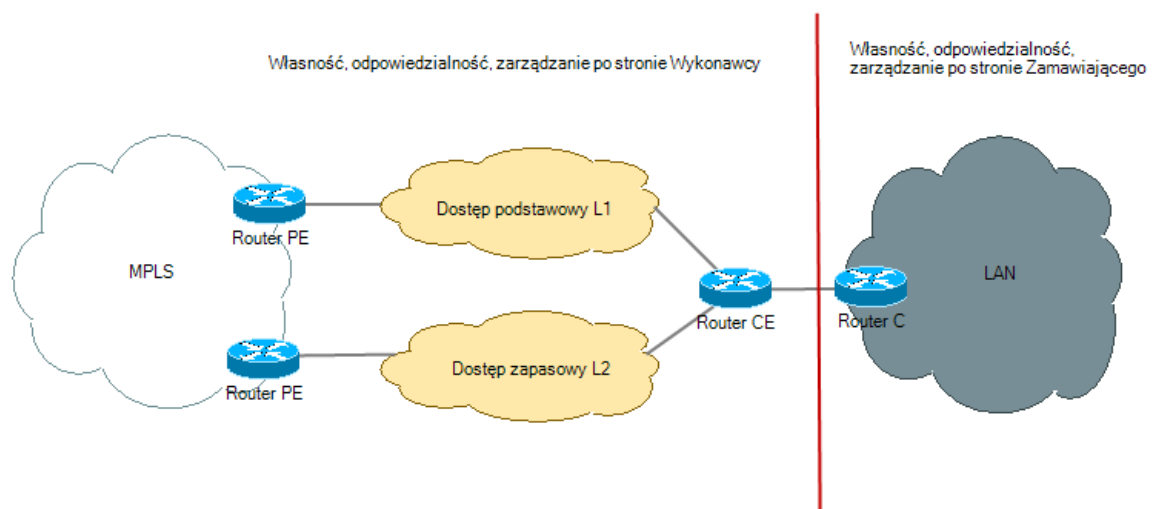 Własność, odpowiedzialność, zarządzanie po stronie Wykonawcy
Własność, odpowiedzialność,
zarządzanie po stronie Zamawiającego
Router PE
Dostęp podstawowy L1
MPLS
LAN
Router CE
Router C
Router PE
Dostęp zapasowy L2